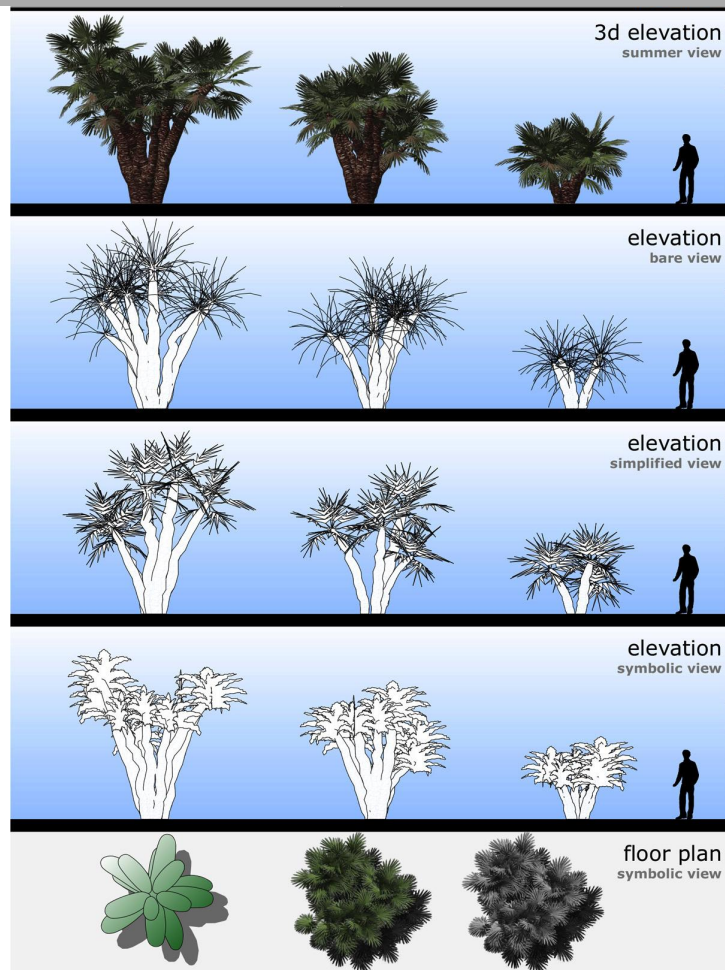 3d elevation
summer view
elevation
bare view
elevation
simplified view
elevation
symbolic view
floor plan
symbolic view